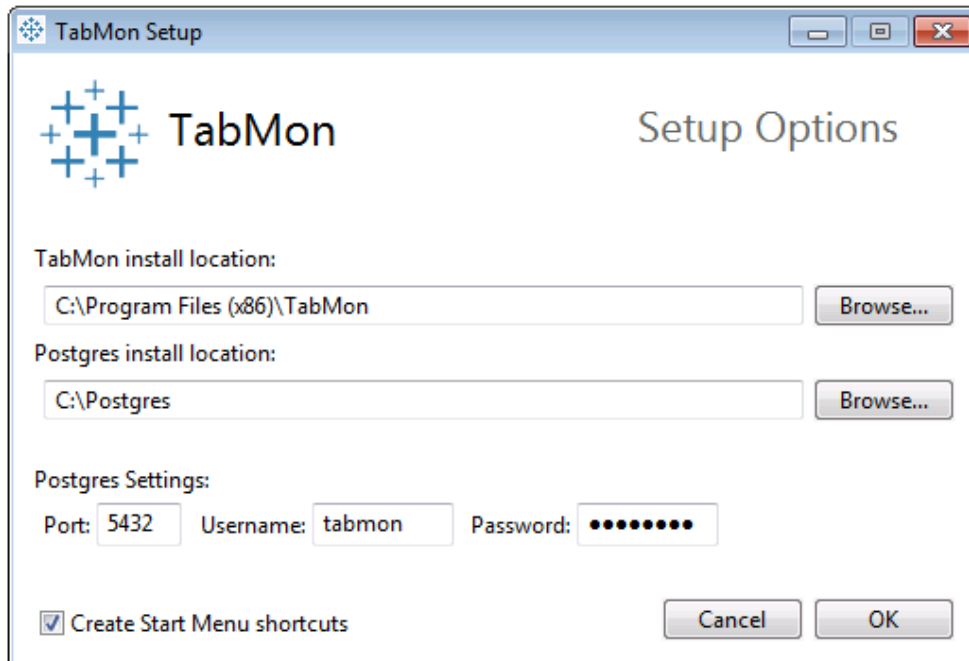 TabMon Setup
TabMon
Setup Options
TabMon install location:
C:\Program Files (x86)\TabMon
Browse...
Postgres install location:
C:\Postgres
Browse...
Postgres Settings:
Port: 5432 Username: tabmon Password: ●●●●●●●●
Create Start Menu shortcuts
Cancel
OK